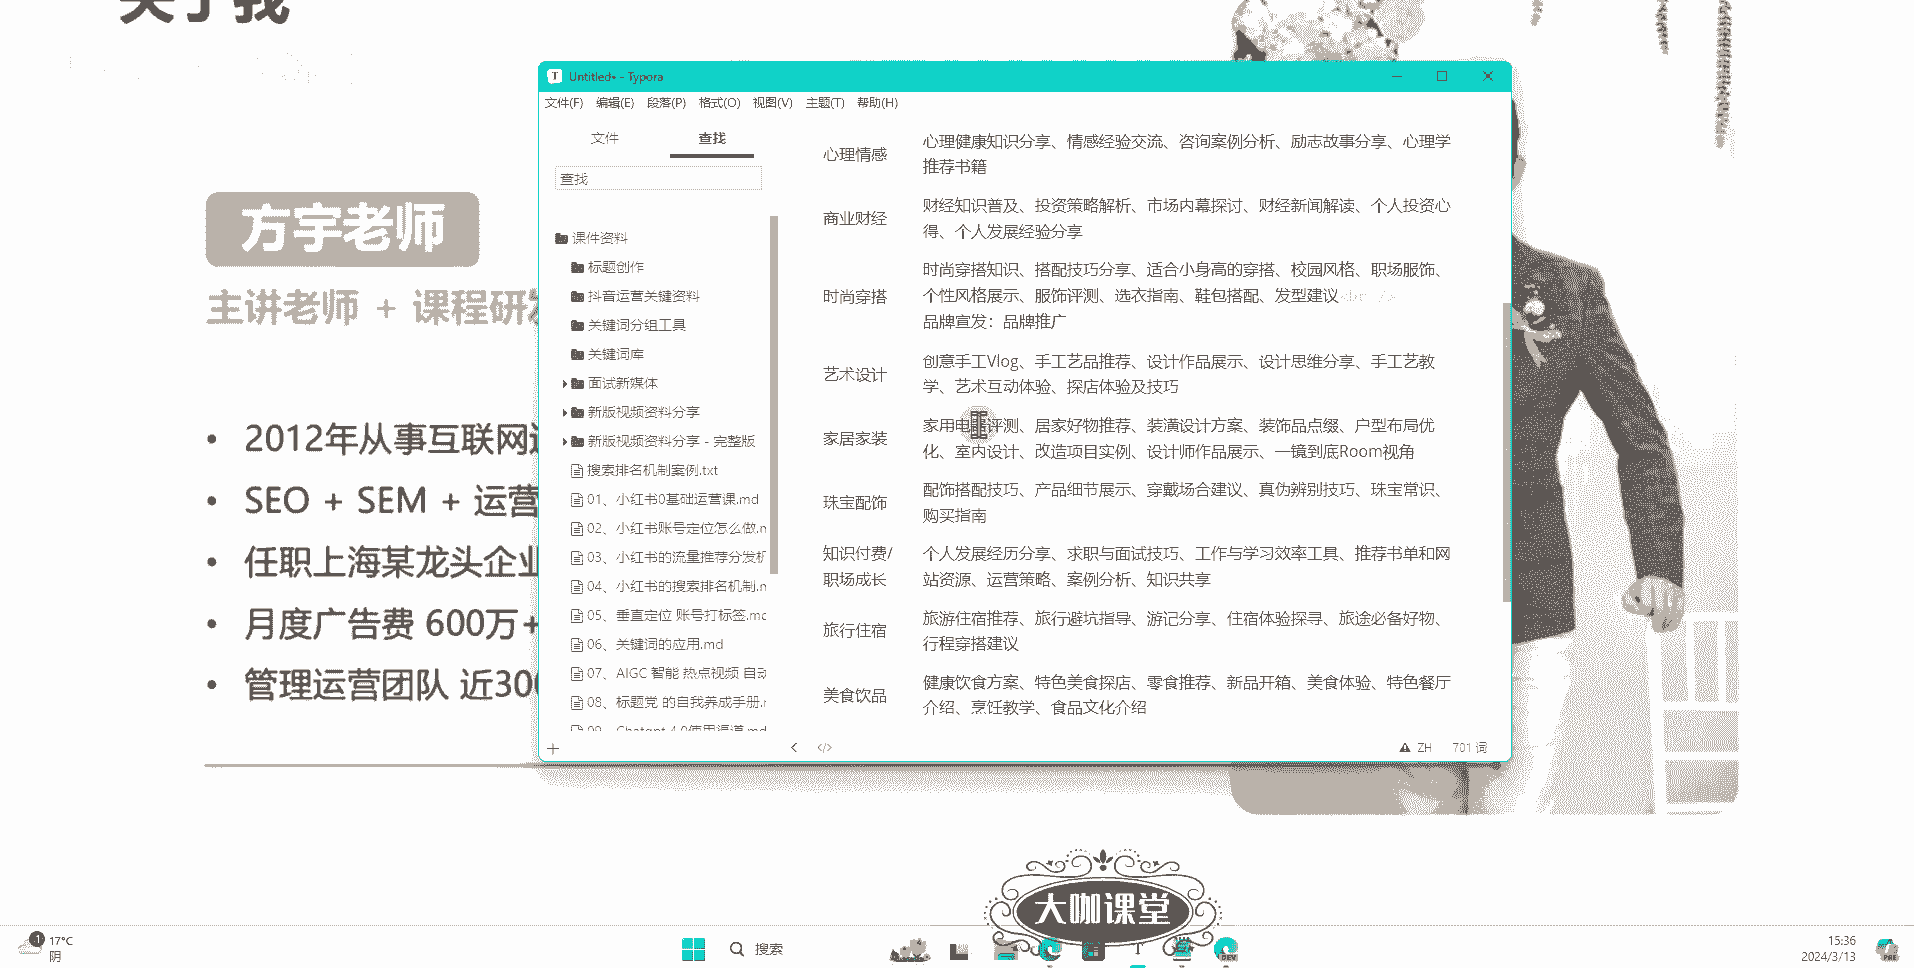 关于我
方宇老师
主讲老师 + 课程研发
2012年从事互联网运
SEO + SEM + 运营
任职上海某龙头企业
月度广告费 600万+
管理运营团队 近300
Untitled• - Typora
文件(F) 编辑(E) 段落(P) 格式(O) 视图(V) 主题(T) 帮助(H)
文件 查找
查找
课件资料
标题创作
抖音运营关键资料
关键词分组工具
关键词库
面试新媒体
新版视频资料分享
新版视频资料分享 - 完整版
搜索排名机制案例.txt
01、小红书0基础运营课.md
02、小红书账号定位怎么做.m
03、小红书的流量推荐分发机
04、小红书的搜索排名机制.m
05、垂直定位 账号打标签.md
06、关键词的应用.md
07、AIGC 智能 热点视频 自动
08、标题党 的自我养成手册.m
09、Chatgpt 4.0使用渠道.md
心理情感
心理健康知识分享、情感经验交流、咨询案例分析、励志故事分享、心理学
推荐书籍
商业财经
财经知识普及、投资策略解析、市场内幕探讨、财经新闻解读、个人投资心
得、个人发展经验分享
时尚穿搭
时尚穿搭知识、搭配技巧分享、适合小身高的穿搭、校园风格、职场服饰、
个性风格展示、服饰评测、选衣指南、鞋包搭配、发型建议<br/>
品牌宣发：品牌推广
艺术设计
创意手工Vlog、手工艺品推荐、设计作品展示、设计思维分享、手工艺教
学、艺术互动体验、探店体验及技巧
家居家装
家用电器评测、居家好物推荐、装潢设计方案、装饰品点缀、户型布局优
化、室内设计、改造项目实例、设计师作品展示、一镜到底Room视角
珠宝配饰
配饰搭配技巧、产品细节展示、穿戴场合建议、真伪辨别技巧、珠宝常识、
购买指南
知识付费/
职场成长
个人发展经历分享、求职与面试技巧、工作与学习效率工具、推荐书单和网
站资源、运营策略、案例分析、知识共享
旅行住宿
旅游住宿推荐、旅行避坑指导、游记分享、住宿体验探寻、旅途必备好物、
行程穿搭建议
美食饮品
健康饮食方案、特色美食探店、零食推荐、新品开箱、美食体验、特色餐厅
介绍、烹饪教学、食品文化介绍
ZH 701 词
大咖课堂
1 17°C
阴
搜索
DEV
15:36
2024/3/13
PRE